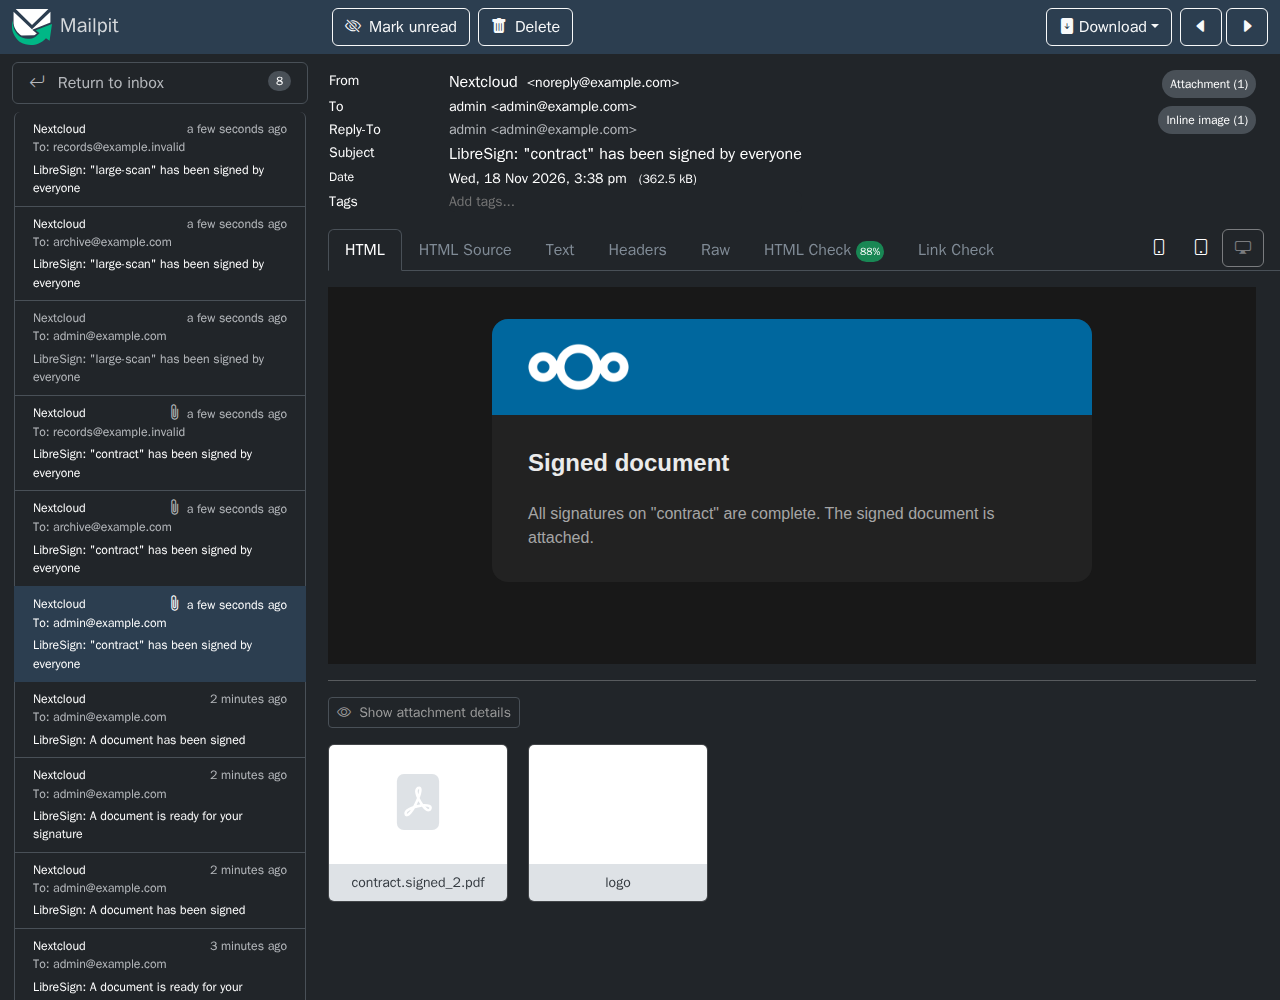 Mailpit
Mark unread
Delete
Download
Return to inbox
8
Nextcloud a few seconds ago
To: records@example.invalid
LibreSign: "large-scan" has been signed by
everyone
Nextcloud a few seconds ago
To: archive@example.com
LibreSign: "large-scan" has been signed by
everyone
Nextcloud a few seconds ago
To: admin@example.com
LibreSign: "large-scan" has been signed by
everyone
Nextcloud a few seconds ago
To: records@example.invalid
LibreSign: "contract" has been signed by
everyone
Nextcloud a few seconds ago
To: archive@example.com
LibreSign: "contract" has been signed by
everyone
Nextcloud a few seconds ago
To: admin@example.com
LibreSign: "contract" has been signed by
everyone
Nextcloud 2 minutes ago
To: admin@example.com
LibreSign: A document has been signed
Nextcloud 2 minutes ago
To: admin@example.com
LibreSign: A document is ready for your
signature
Nextcloud 2 minutes ago
To: admin@example.com
LibreSign: A document has been signed
Nextcloud 3 minutes ago
To: admin@example.com
LibreSign: A document is ready for your
From Nextcloud <noreply@example.com>
To admin <admin@example.com>
Reply-To admin <admin@example.com>
Subject LibreSign: "contract" has been signed by everyone
Date Wed, 18 Nov 2026, 3:38 pm (362.5 kB)
Tags Add tags...
Attachment (1)
Inline image (1)
HTML HTML Source Text Headers Raw HTML Check 88% Link Check
Signed document
All signatures on "contract" are complete. The signed document is
attached.
Show attachment details
contract.signed_2.pdf
logo